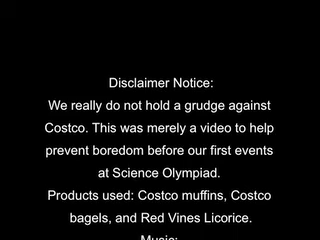 Disclaimer Notice:
We really do not hold a grudge against
Costco. This was merely a video to help
prevent boredom before our first events
at Science Olympiad.
Products used: Costco muffins, Costco
bagels, and Red Vines Licorice.
Music: